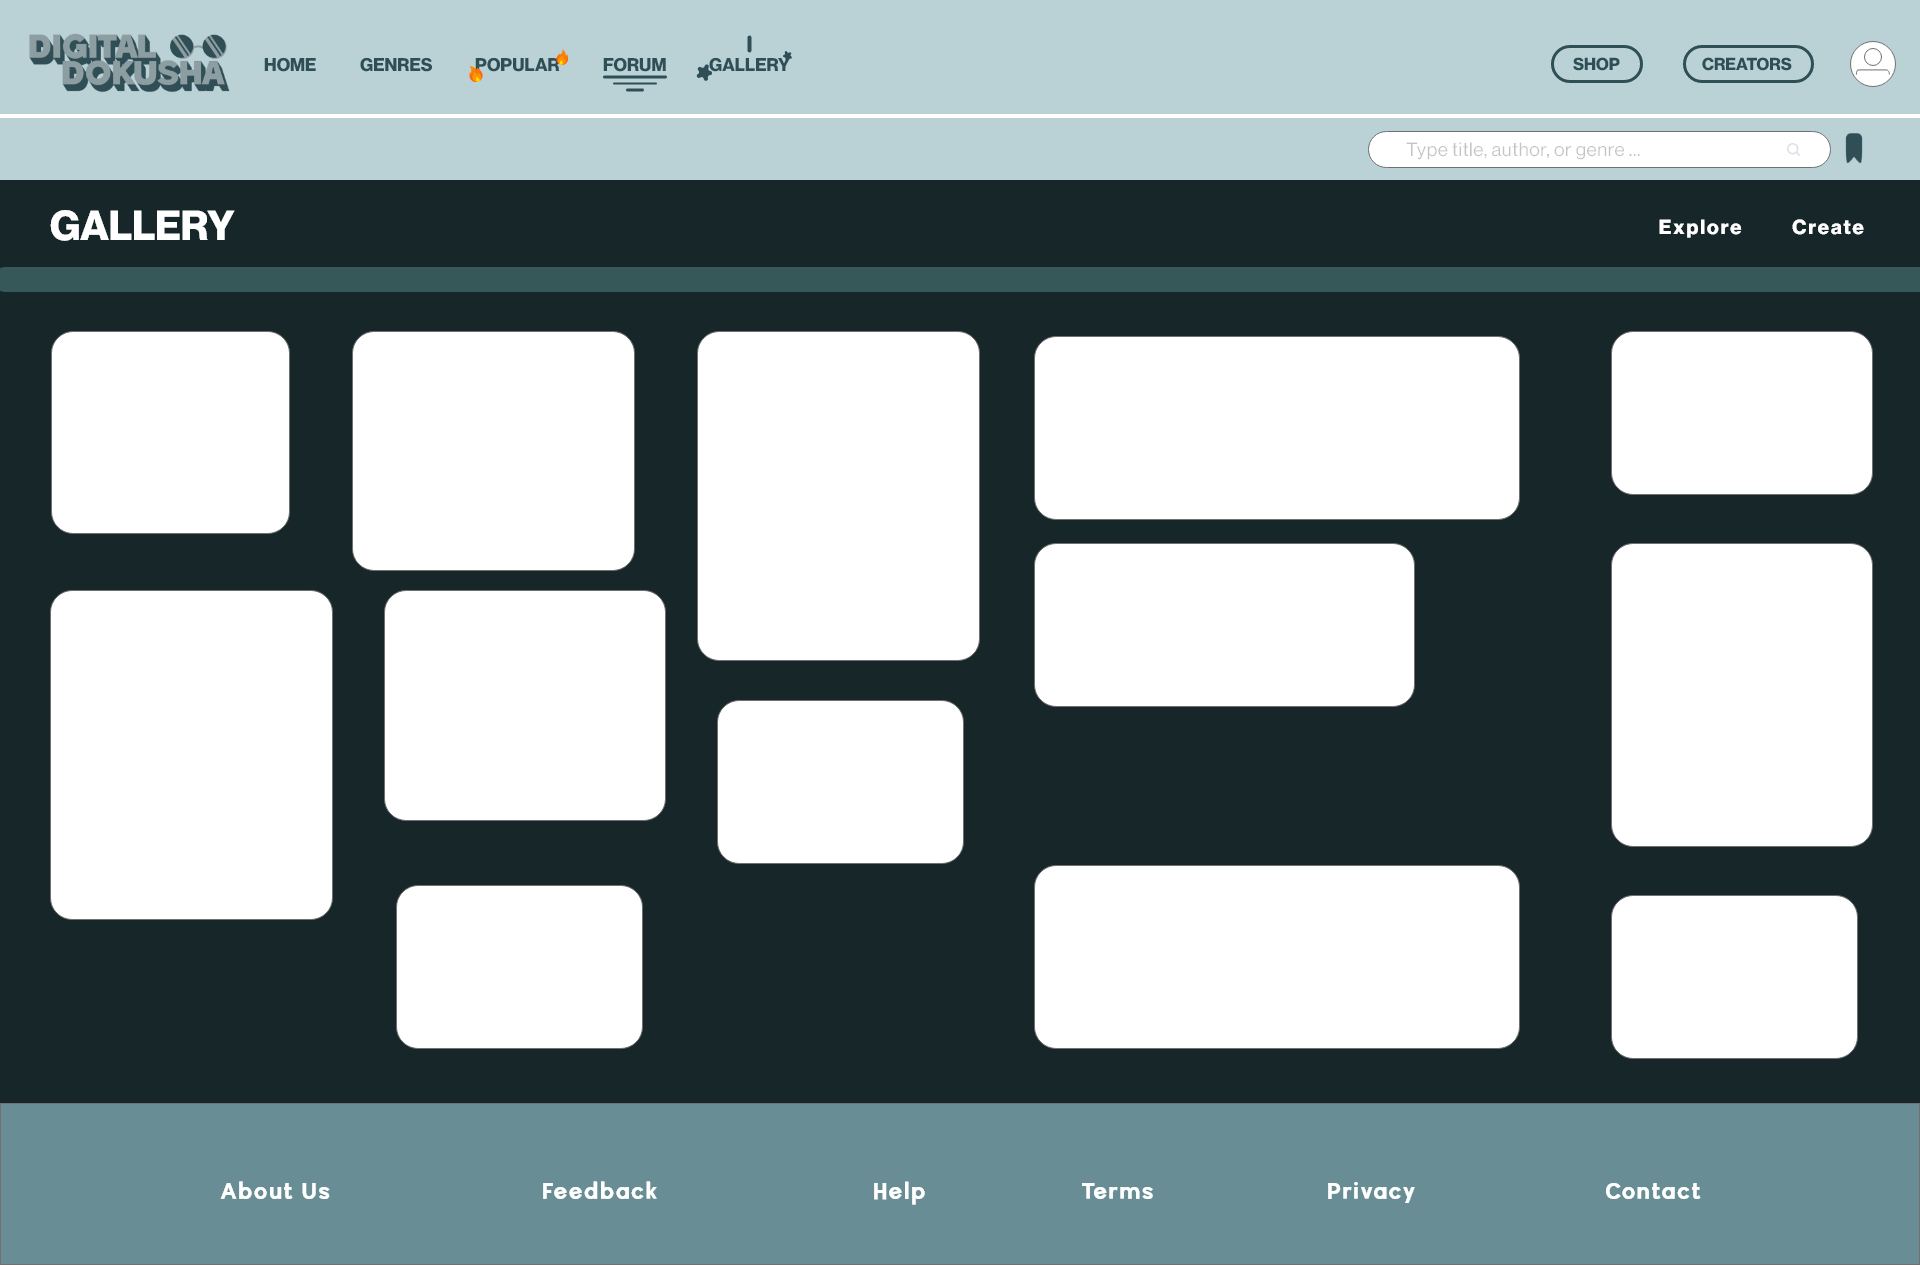 DIGITAL
DOKUSHA
HOME
GENRES
POPULAR
FORUM
GALLERY
SHOP
CREATORS
Type title, author, or genre ...
GALLERY
Explore
Create
About Us
Feedback
Help
Terms
Privacy
Contact